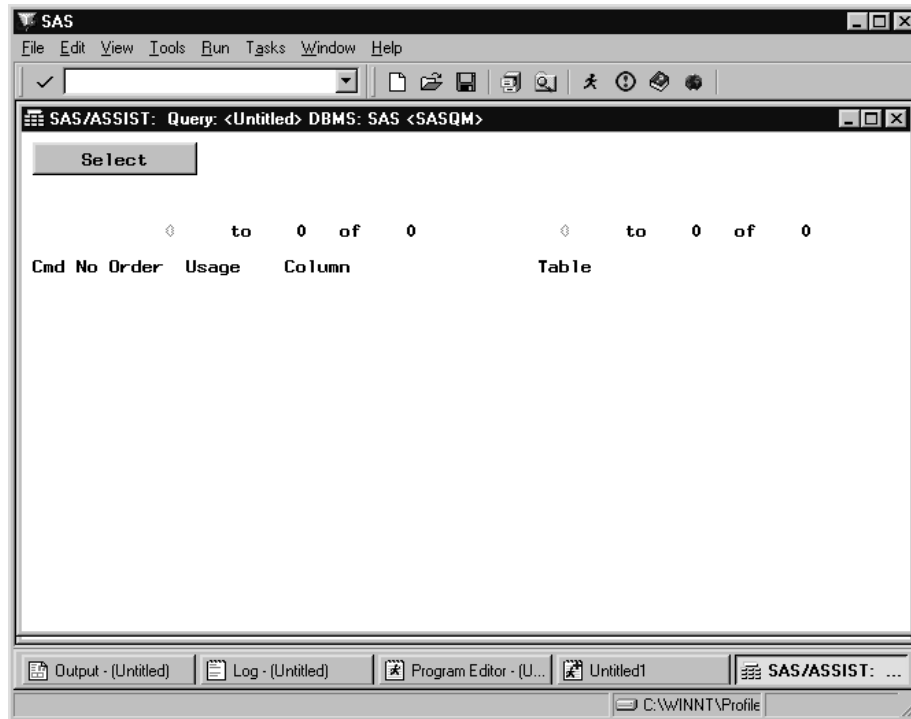 SAS
File Edit View Tools Run Tasks Window Help
SAS/ASSIST: Query: <Untitled> DBMS: SAS <SASQM>
Select
0 to 0 of 0 0 to 0 of 0
Cmd No Order Usage Column Table
Output - (Untitled) Log - (Untitled) Program Editor - (U... Untitled1 SAS/ASSIST: ...
C:\WINNT\Profile